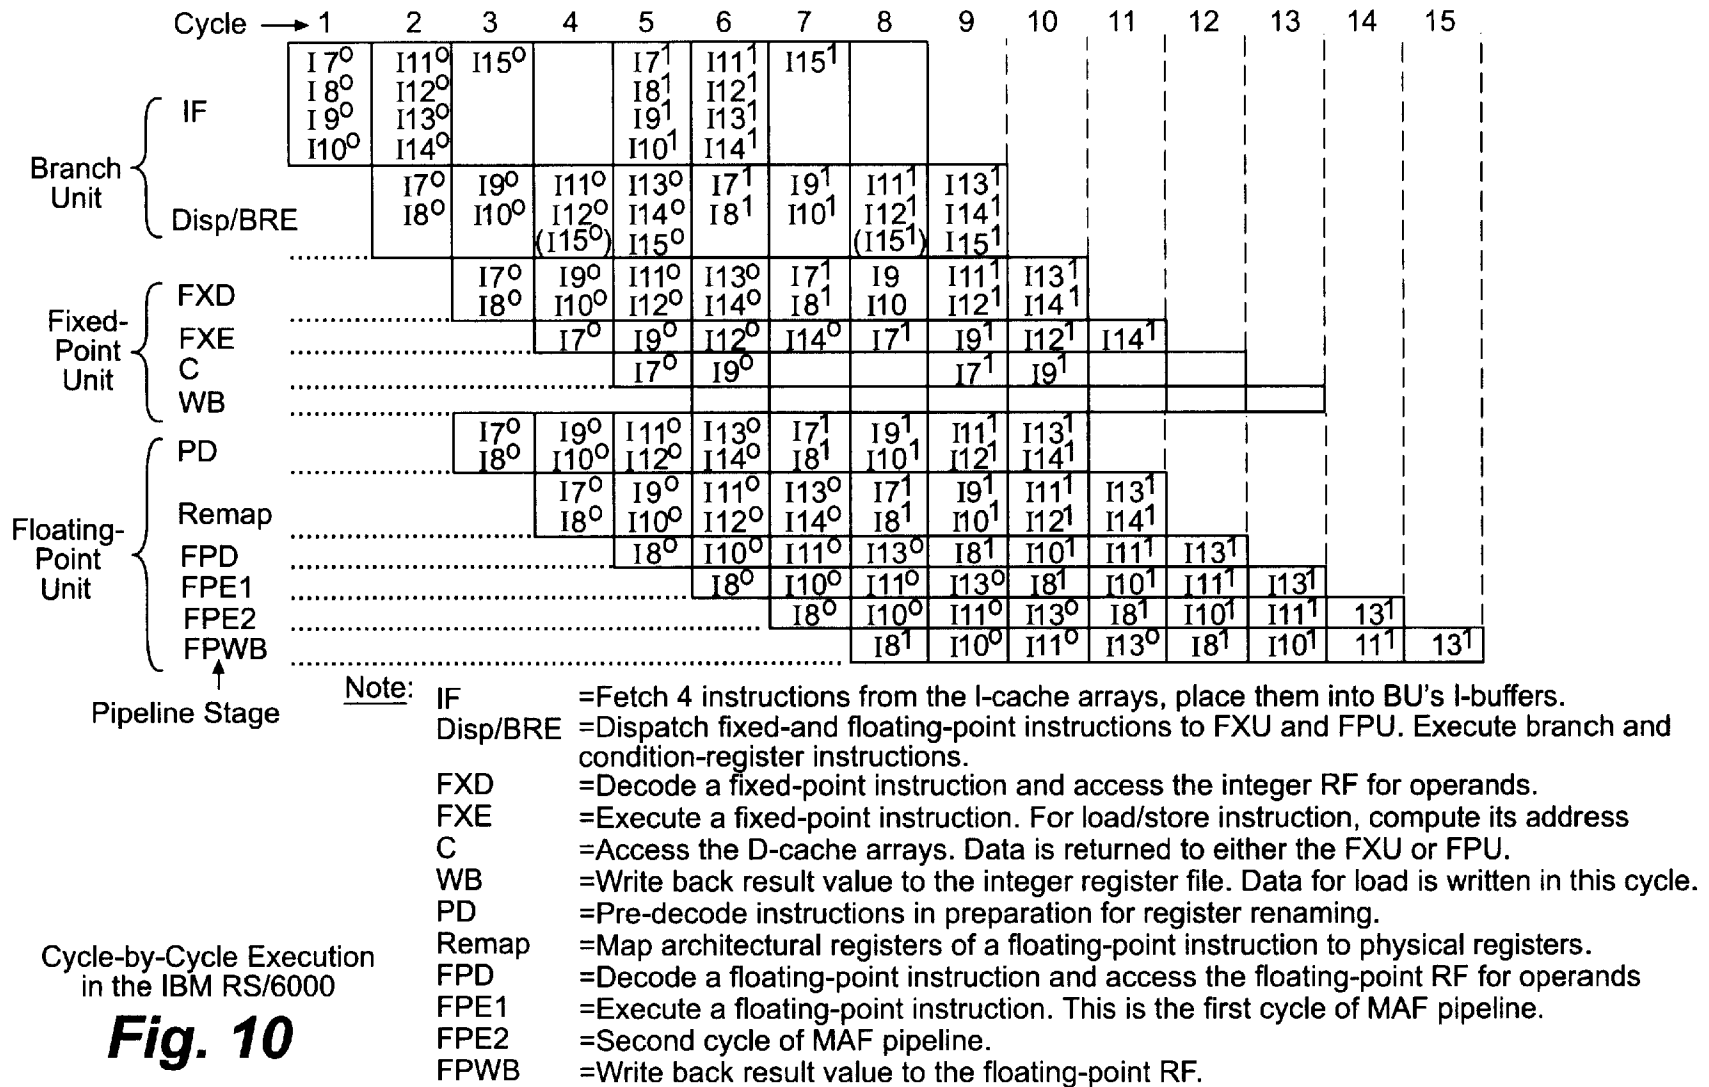 Cycle → 1 2 3 4 5 6 7 8 9 10 11 12 13 14 15
I7⁰ I11⁰ I15⁰ I7¹ I11¹ I15¹
I8⁰ I12⁰ I8¹ I12¹
IF I9⁰ I13⁰ I9¹ I13¹
I10⁰ I14⁰ I10¹ I14¹
Branch Unit
I7⁰ I9⁰ I11⁰ I13⁰ I7¹ I9¹ I11¹ I13¹
Disp/BRE I8⁰ I10⁰ I12⁰ I14⁰ I8¹ I10¹ I12¹ I14¹
(I15⁰) I15⁰ (I15¹) I15¹
Fixed-Point Unit
FXD I7⁰ I9⁰ I11⁰ I13⁰ I7¹ I9 I11¹ I13¹
I8⁰ I10⁰ I12⁰ I14⁰ I8¹ I10 I12¹ I14¹
FXE I7⁰ I9⁰ I12⁰ I14⁰ I7¹ I9¹ I12¹ I14¹
C I7⁰ I9⁰ I7¹ I9¹
WB
Floating-Point Unit
PD I7⁰ I9⁰ I11⁰ I13⁰ I7¹ I9¹ I11¹ I13¹
I8⁰ I10⁰ I12⁰ I14⁰ I8¹ I10¹ I12¹ I14¹
Remap I7⁰ I9⁰ I11⁰ I13⁰ I7¹ I9¹ I11¹ I13¹
I8⁰ I10⁰ I12⁰ I14⁰ I8¹ I10¹ I12¹ I14¹
FPD I8⁰ I10⁰ I11⁰ I13⁰ I8¹ I10¹ I11¹ I13¹
FPE1 I8⁰ I10⁰ I11⁰ I13⁰ I8¹ I10¹ I11¹ I13¹
FPE2 I8⁰ I10⁰ I11⁰ I13⁰ I8¹ I10¹ I11¹ 13¹
FPWB I8¹ I10⁰ I11⁰ I13⁰ I8¹ I10¹ 11¹ 13¹
Pipeline Stage
Note: IF =Fetch 4 instructions from the I-cache arrays, place them into BU's I-buffers.
Disp/BRE =Dispatch fixed-and floating-point instructions to FXU and FPU. Execute branch and
condition-register instructions.
FXD =Decode a fixed-point instruction and access the integer RF for operands.
FXE =Execute a fixed-point instruction. For load/store instruction, compute its address
C =Access the D-cache arrays. Data is returned to either the FXU or FPU.
WB =Write back result value to the integer register file. Data for load is written in this cycle.
PD =Pre-decode instructions in preparation for register renaming.
Remap =Map architectural registers of a floating-point instruction to physical registers.
FPD =Decode a floating-point instruction and access the floating-point RF for operands
FPE1 =Execute a floating-point instruction. This is the first cycle of MAF pipeline.
FPE2 =Second cycle of MAF pipeline.
FPWB =Write back result value to the floating-point RF.
Cycle-by-Cycle Execution
in the IBM RS/6000
Fig. 10